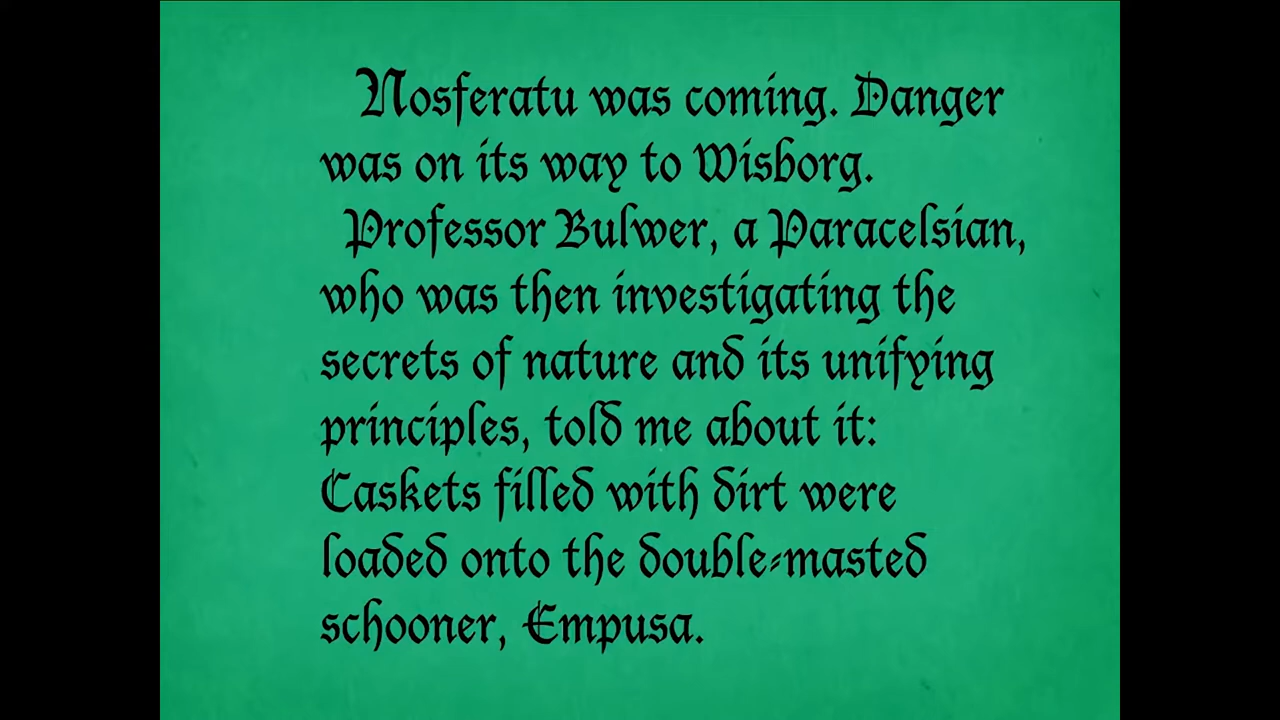 Nosferatu was coming. Danger
was on its way to Wisborg.
Professor Bulwer, a Paracelsian,
who was then investigating the
secrets of nature and its unifying
principles, told me about it:
Caskets filled with dirt were
loaded onto the double-masted
schooner, Empusa.